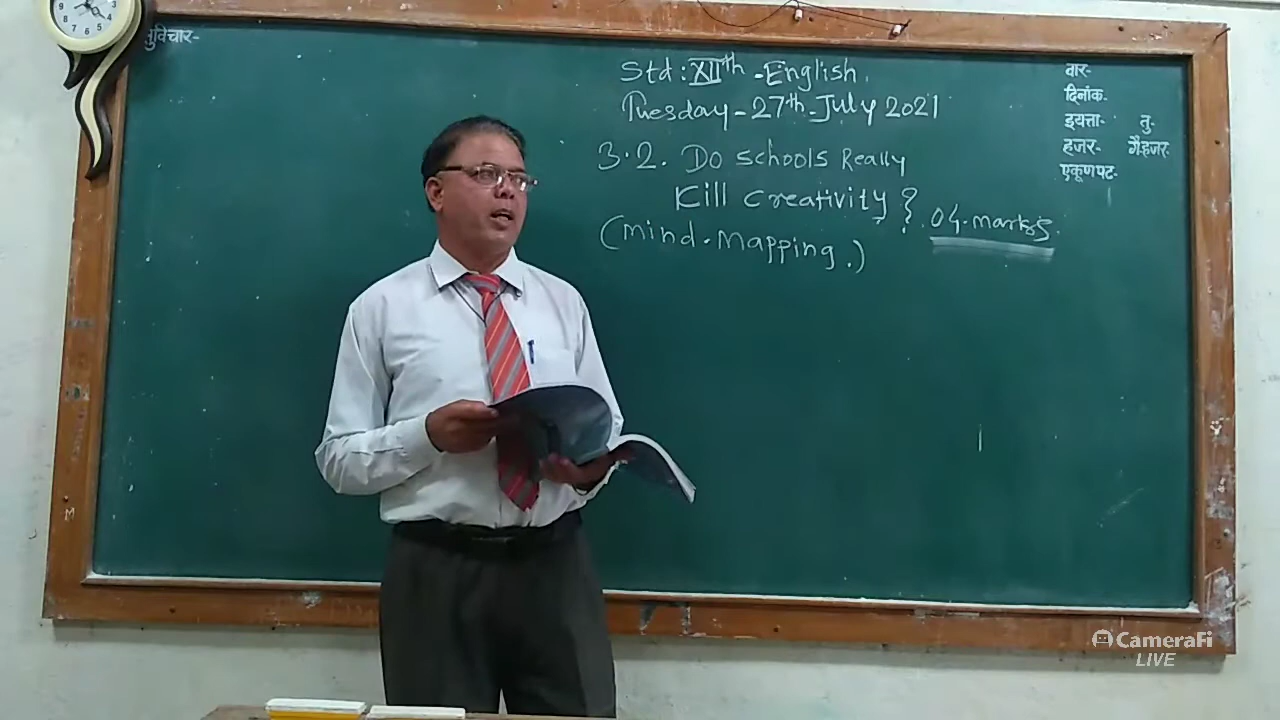 सुविचार-
Std: XIIth - English.
Tuesday - 27th July 2021
3.2. Do Schools Really
Kill Creativity? 04 marks
(Mind-Mapping.)
वार-
दिनांक-
इयत्ता- तु-
हजर- गैरहजर-
एकूण पट-
CameraFi
LIVE